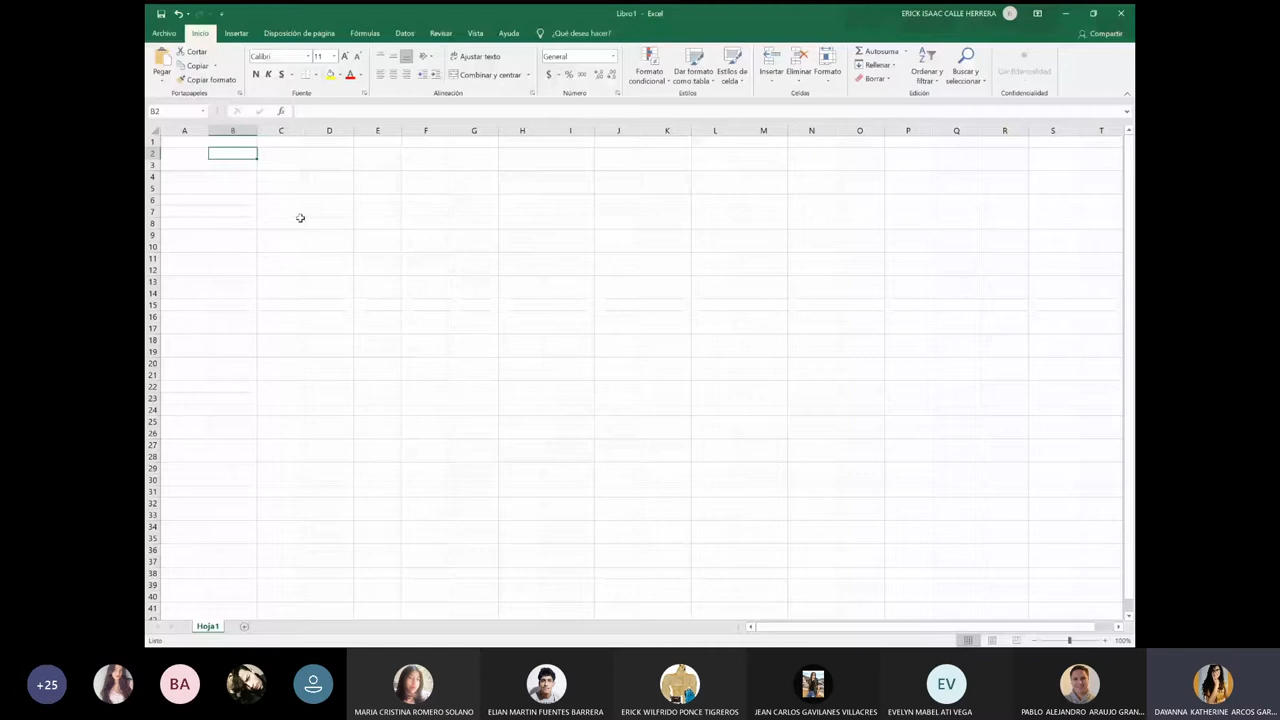 Libro1 - Excel
ERICK ISAAC CALLE HERRERA
Archivo Inicio Insertar Disposición de página Fórmulas Datos Revisar Vista Ayuda ¿Qué desea hacer? Compartir
Pegar
Cortar
Copiar
Copiar formato
Portapapeles
Calibri 11
N K S
Fuente
Ajustar texto
Combinar y centrar
Alineación
General
$ % 000
Número
Formato condicional
Dar formato como tabla
Estilos de celda
Estilos
Insertar Eliminar Formato
Celdas
Autosuma
Rellenar
Borrar
Ordenar y filtrar
Buscar y seleccionar
Edición
Confidencialidad
Confidencialidad
B2 fx
A B C D E F G H I J K L M N O P Q R S T
1
2
3
4
5
6
7
8
9
10
11
12
13
14
15
16
17
18
19
20
21
22
23
24
25
26
27
28
29
30
31
32
33
34
35
36
37
38
39
40
41
Hoja1
Listo
100%
+25
BA
EV
MARIA CRISTINA ROMERO SOLANO
ELIAN MARTIN FUENTES BARRERA
ERICK WILFRIDO PONCE TIGREROS
JEAN CARLOS GAVILANES VILLACRES
EVELYN MABEL ATI VEGA
PABLO ALEJANDRO ARAUJO GRAN...
DAYANNA KATHERINE ARCOS GAR...